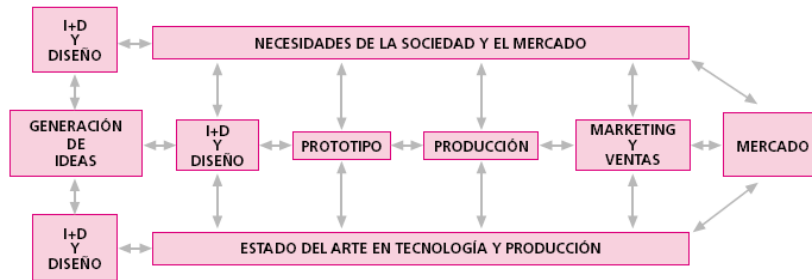 I+D
Y
DISEÑO
NECESIDADES DE LA SOCIEDAD Y EL MERCADO
GENERACIÓN
DE
IDEAS
I+D
Y
DISEÑO
PROTOTIPO
PRODUCCIÓN
MARKETING
Y
VENTAS
MERCADO
I+D
Y
DISEÑO
ESTADO DEL ARTE EN TECNOLOGÍA Y PRODUCCIÓN